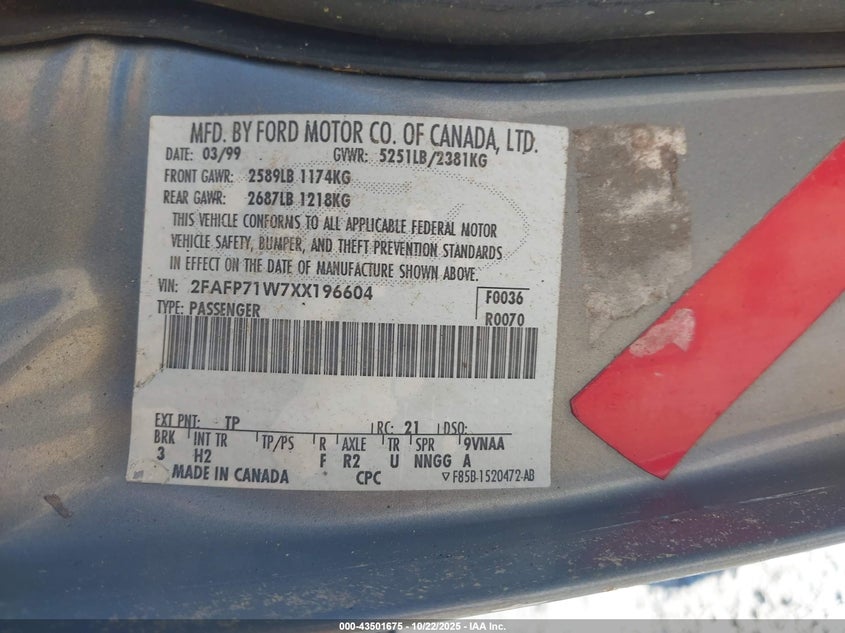 MFD. BY FORD MOTOR CO. OF CANADA, LTD.
DATE: 03/99 GVWR: 5251LB/2381KG
FRONT GAWR: 2589LB 1174KG
REAR GAWR: 2687LB 1218KG
THIS VEHICLE CONFORMS TO ALL APPLICABLE FEDERAL MOTOR
VEHICLE SAFETY, BUMPER, AND THEFT PREVENTION STANDARDS
IN EFFECT ON THE DATE OF MANUFACTURE SHOWN ABOVE.
VIN: 2FAFP71W7XX196604 F0036
TYPE: PASSENGER R0070
EXT PNT: TP RC: 21 DSO:
BRK INT TR TP/PS R AXLE TR SPR 9VNAA
3 H2 F R2 U NNGG A
MADE IN CANADA CPC ▽ F85B-1520472-AB
000-43501675 - 10/22/2025 - IAA Inc.